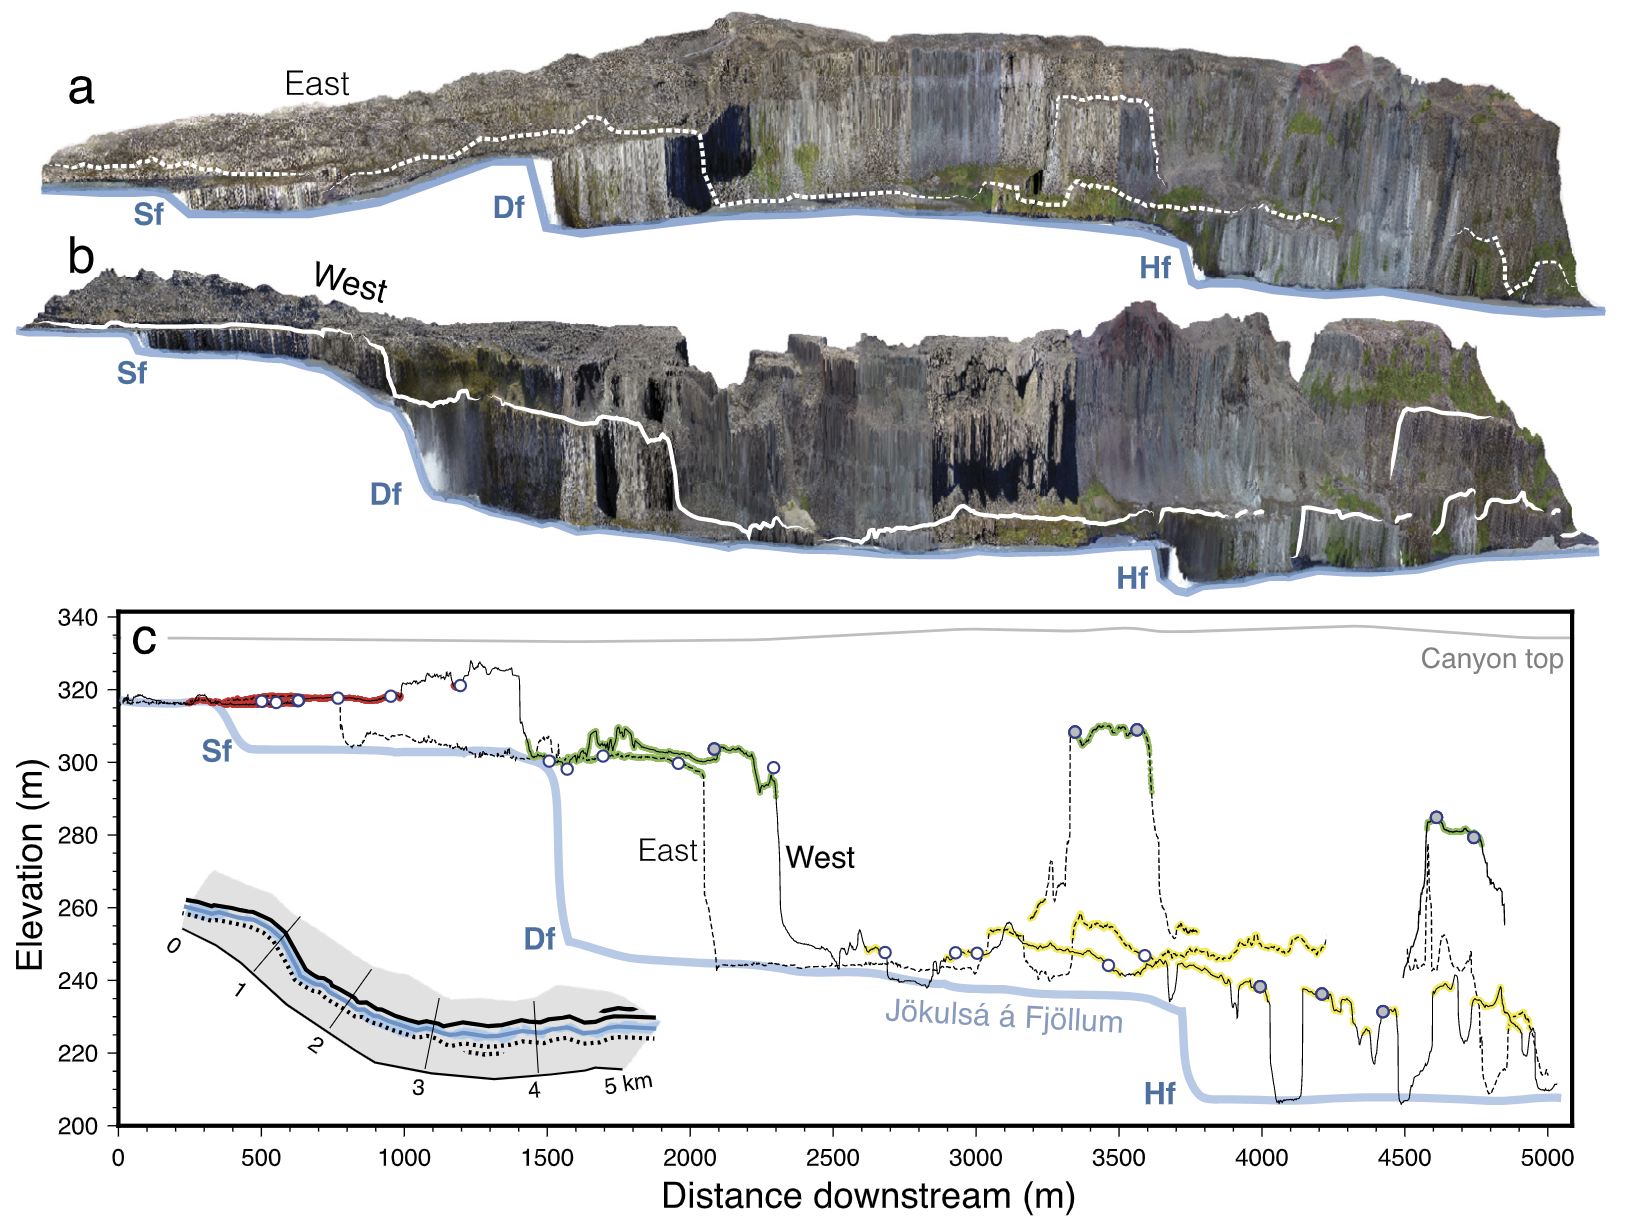 a
East
Sf
Df
Hf
b
West
Sf
Df
Hf
c
Canyon top
Sf
East
West
Df
Jökulsá á Fjöllum
Hf
0
1
2
3
4
5 km
Elevation (m)
340
320
300
280
260
240
220
200
0 500 1000 1500 2000 2500 3000 3500 4000 4500 5000
Distance downstream (m)